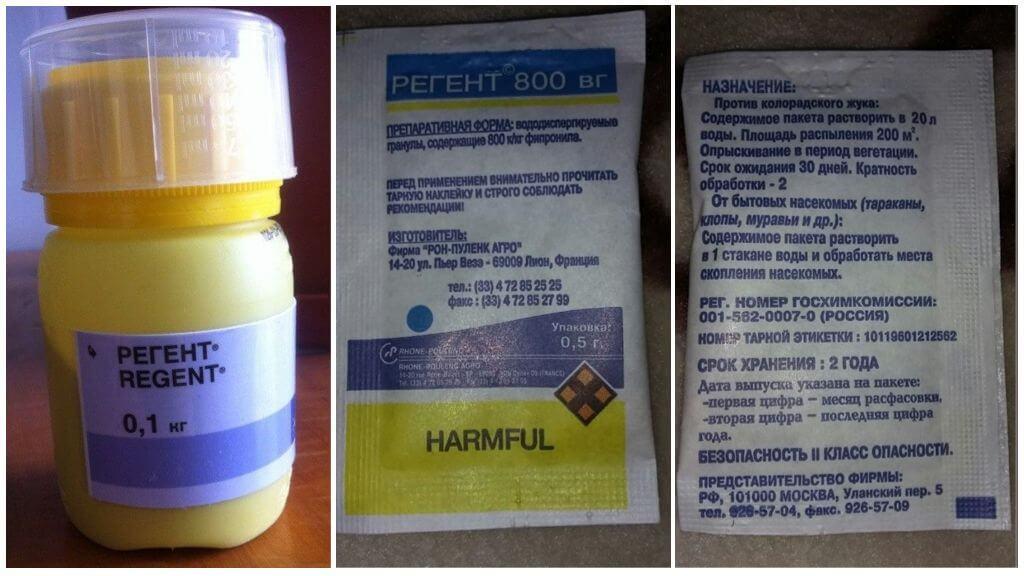 РЕГЕНТ®
REGENT®
0,1 кг
РЕГЕНТ© 800 вг
ПРЕПАРАТИВНАЯ ФОРМА: вододиспергируемые
гранулы, содержащие 800 к/кг фипронила.
ПЕРЕД ПРИМЕНЕНИЕМ ВНИМАТЕЛЬНО ПРОЧИТАТЬ
ТАРНУЮ НАКЛЕЙКУ И СТРОГО СОБЛЮДАТЬ
РЕКОМЕНДАЦИИ!
ИЗГОТОВИТЕЛЬ:
Фирма "РОН-ПУЛЕНК АГРО"
14-20 ул. Пьер Веэз - 69009 Лион, Франция
тел.: (33) 4 72 85 25 25
факс : (33) 4 72 85 27 99
Упаковка:
0,5 г.
RHONE-POULENC
RHONE-POULENC AGRO
HARMFUL
НАЗНАЧЕНИЕ:
Против колорадского жука:
Содержимое пакета растворить в 20 л
воды. Площадь распыления 200 м².
Опрыскивание в период вегетации.
Срок ожидания 30 дней. Кратность
обработки - 2
От бытовых насекомых (тараканы,
клопы, муравьи и др.):
Содержимое пакета растворить
в 1 стакане воды и обработать места
скопления насекомых.
РЕГ. НОМЕР ГОСХИМКОМИССИИ:
001-562-0007-0 (РОССИЯ)
НОМЕР ТАРНОЙ ЭТИКЕТКИ : 10119601212562
СРОК ХРАНЕНИЯ : 2 ГОДА
Дата выпуска указана на пакете:
-первая цифра – месяц расфасовки,
-вторая цифра – последняя цифра
года.
БЕЗОПАСНОСТЬ II КЛАСС ОПАСНОСТИ.
ПРЕДСТАВИТЕЛЬСТВО ФИРМЫ:
РФ, 101000 МОСКВА, Уланский пер. 5
тел. 926-57-04, факс. 926-57-09